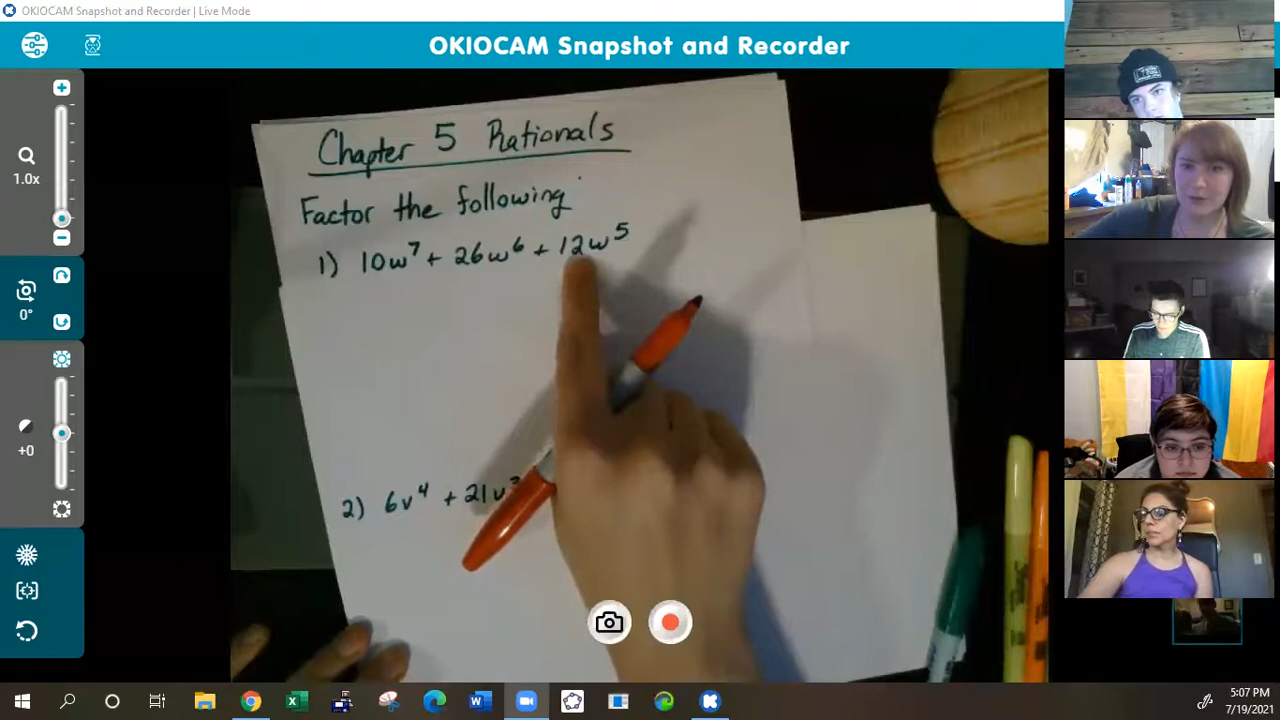 OKIOCAM Snapshot and Recorder | Live Mode
OKIOCAM Snapshot and Recorder
1.0x
0°
+0
Chapter 5 Rationals
Factor the following
1) 10w⁷ + 26w⁶ + 12w⁵
2) 6v⁴ + 21v³
5:07 PM
7/19/2021